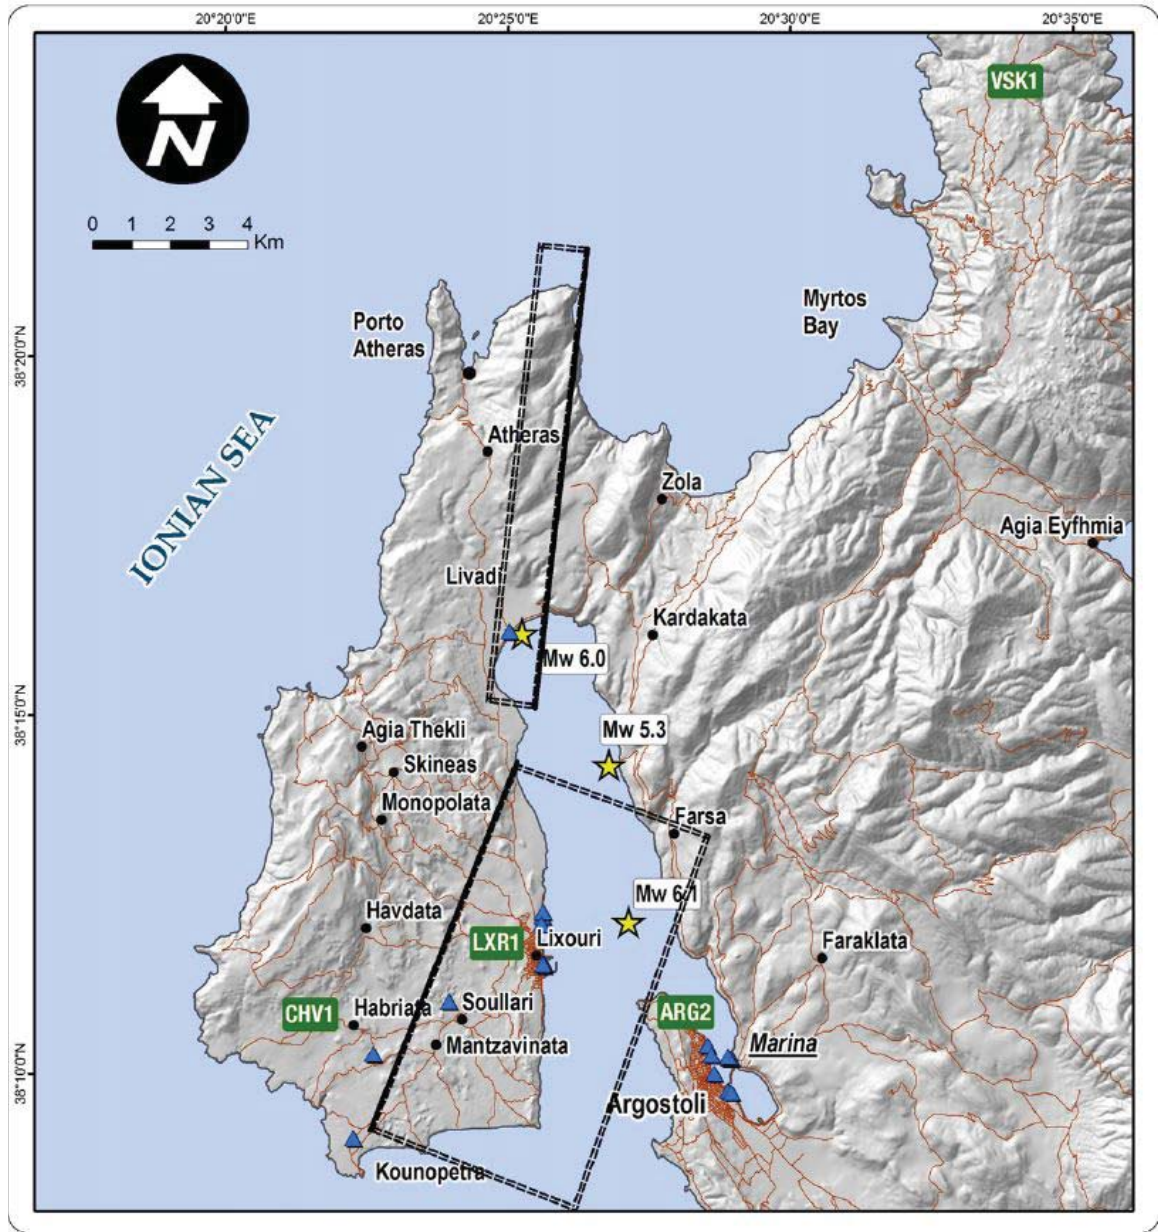 20°20'0"E 20°25'0"E 20°30'0"E 20°35'0"E
VSK1
N
0 1 2 3 4
Km
Myrtos
Bay
Porto
Atheras
38°20'0"N
Atheras
IONIAN SEA
Zola
Agia Eyfhmia
Livadi
Kardakata
Mw 6.0
38°15'0"N
Mw 5.3
Agia Thekli
Skineas
Monopolata
Farsa
Mw 6.1
Havdata
LXR1
Lixouri
Faraklata
CHV1
Habriata
Soullari
ARG2
Marina
Mantzavinata
38°10'0"N
Argostoli
Kounopetra